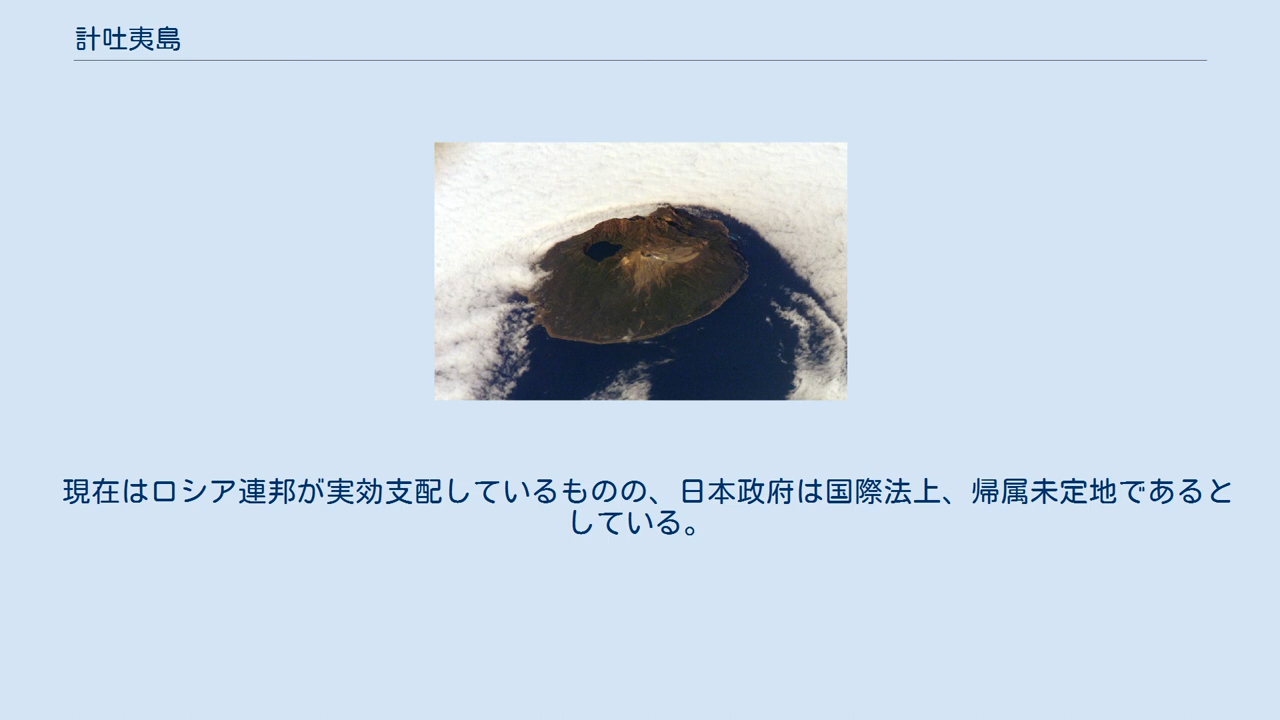 計吐夷島
現在はロシア連邦が実効支配しているものの、日本政府は国際法上、帰属未定地であると
している。